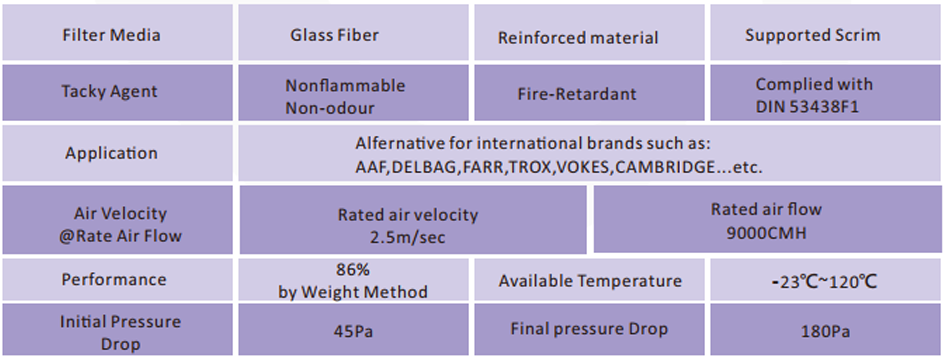 Filter Media
Glass Fiber
Reinforced material
Supported Scrim
Tacky Agent
Nonflammable
Non-odour
Fire-Retardant
Complied with
DIN 53438F1
Application
Alfernative for international brands such as:
AAF,DELBAG,FARR,TROX,VOKES,CAMBRIDGE...etc.
Air Velocity
@Rate Air Flow
Rated air velocity
2.5m/sec
Rated air flow
9000CMH
Performance
86%
by Weight Method
Available Temperature
-23℃~120℃
Initial Pressure
Drop
45Pa
Final pressure Drop
180Pa